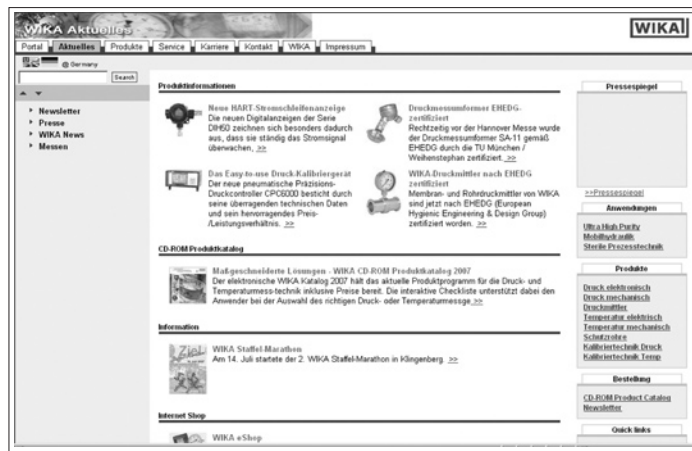 WIKA Aktuelles
WIKA
Portal Aktuelles Produkte Service Karriere Kontakt WIKA Impressum
@ Germany
Search
Newsletter
Presse
WIKA News
Messen
Produktinformationen
Neue HART-Stromschleifenanzeige
Die neuen Digitalanzeigen der Serie
DIH50 zeichnen sich besonders dadurch
aus, dass sie ständig das Stromsignal
überwachen, >>
Druckmessumformer EHEDG-
zertifiziert
Rechtzeitig vor der Hannover Messe wurde
der Druckmessumformer SA-11 gemäß
EHEDG durch die TU München /
Weihenstephan zertifiziert. >>
Das Easy-to-use Druck-Kalibriergerät
Der neue pneumatische Präzisions-
Druckcontroller CPC6000 besticht durch
seine überragenden technischen Daten
und sein hervorragendes Preis-
/Leistungsverhältnis. >>
WIKA-Druckmittler nach EHEDG
zertifiziert
Membran- und Rohrdruckmittler von WIKA
sind jetzt nach EHEDG (European
Hygienic Engineering & Design Group)
zertifiziert worden. >>
CD-ROM Produktkatalog
Maßgeschneiderte Lösungen - WIKA CD-ROM Produktkatalog 2007
Der elektronische WIKA Katalog 2007 hält das aktuelle Produktprogramm für die Druck- und
Temperaturmess-technik inklusive Preise bereit. Die interaktive Checkliste unterstützt dabei den
Anwender bei der Auswahl des richtigen Druck- oder Temperaturmessge >>
Information
Ziel
WIKA Staffel-Marathon
Am 14. Juli startete der 2. WIKA Staffel-Marathon in Klingenberg. >>
Internet Shop
WIKA eShop
Pressespiegel
>>Pressespiegel
Anwendungen
Ultra High Purity
Mobilhydraulik
Sterile Prozesstechnik
Produkte
Druck elektronisch
Druck mechanisch
Druckmittler
Temperatur elektrisch
Temperatur mechanisch
Schutzrohre
Kalibriertechnik Druck
Kalibriertechnik Temp
Bestellung
CD-ROM Product Catalog
Newsletter
Quick links